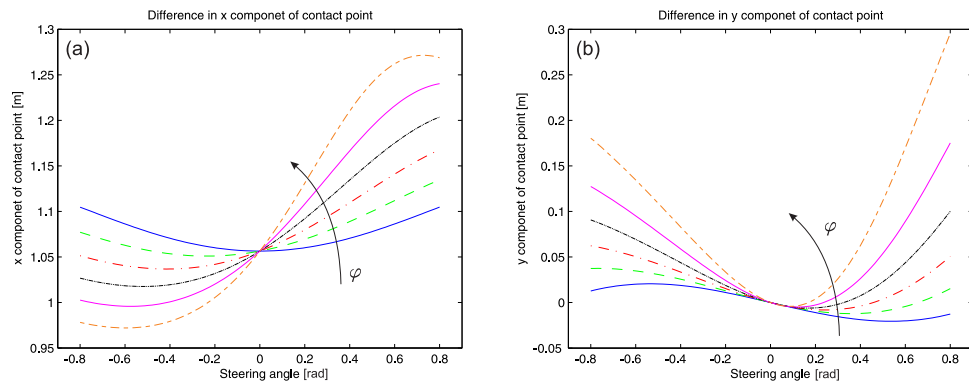 Difference in x componet of contact point
(a)
1.3
1.25
1.2
1.15
1.1
1.05
1
0.95
x componet of contact point [m]
φ
-0.8 -0.6 -0.4 -0.2 0 0.2 0.4 0.6 0.8
Steering angle [rad]
Difference in y componet of contact point
(b)
0.3
0.25
0.2
0.15
0.1
0.05
0
-0.05
y componet of contact point [m]
φ
-0.8 -0.6 -0.4 -0.2 0 0.2 0.4 0.6 0.8
Steering angle [rad]